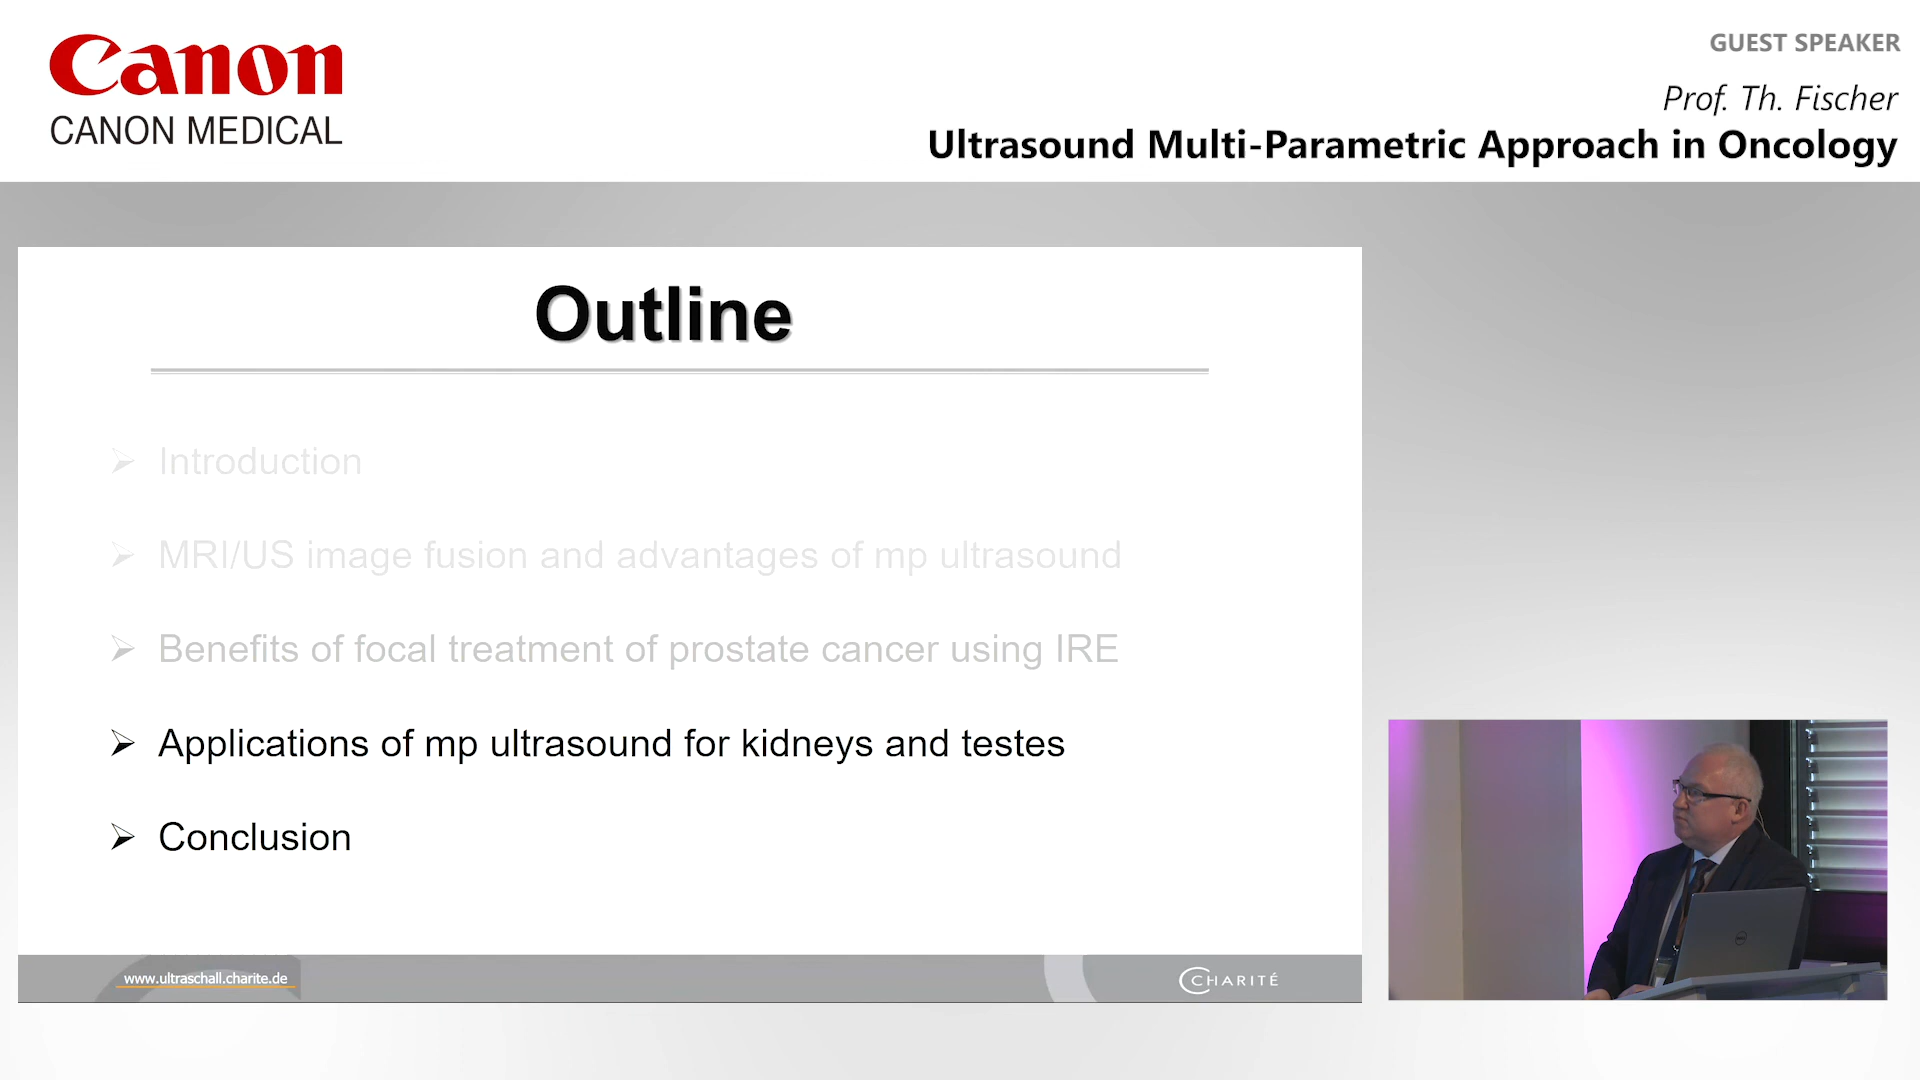 Canon
CANON MEDICAL
GUEST SPEAKER
Prof. Th. Fischer
Ultrasound Multi-Parametric Approach in Oncology
Outline
Introduction
MRI/US image fusion and advantages of mp ultrasound
Benefits of focal treatment of prostate cancer using IRE
Applications of mp ultrasound for kidneys and testes
Conclusion
www.ultraschall.charite.de
CHARITÉ
DELL